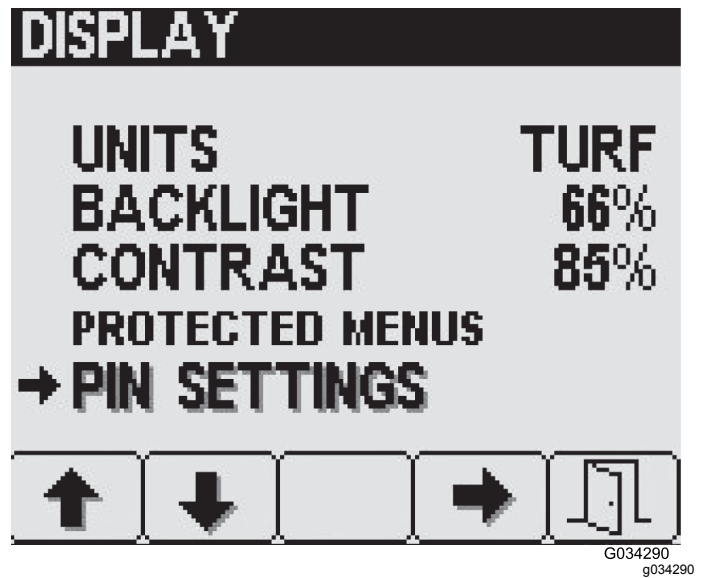 DISPLAY
UNITS TURF
BACKLIGHT 66%
CONTRAST 85%
PROTECTED MENUS
PIN SETTINGS
G034290
g034290